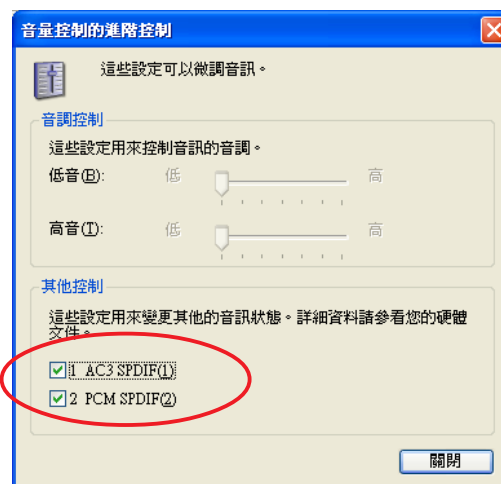 音量控制的進階控制
這些設定可以微調音訊。
音調控制
這些設定用來控制音訊的音調。
低音(B): 低 高
高音(T): 低 高
其他控制
這些設定用來變更其他的音訊狀態。詳細資料請參看您的硬體
文件。
1 AC3 SPDIF(1)
2 PCM SPDIF(2)
關閉